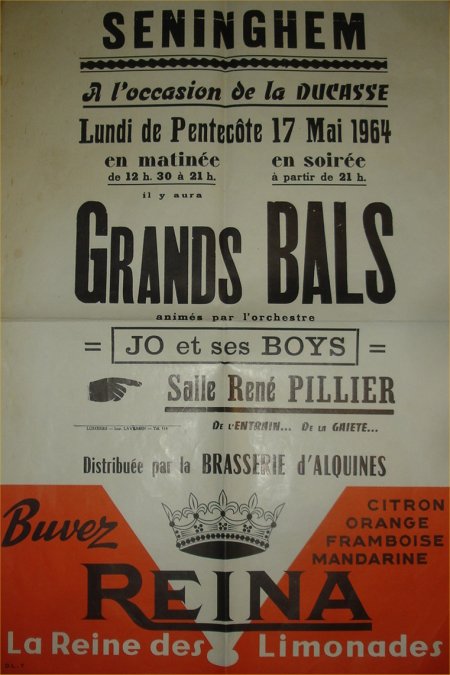 SENINGHEM
A l'occasion de la DUCASSE
Lundi de Pentecôte 17 Mai 1964
en matinée en soirée
de 12 h. 30 à 21 h. à partir de 21 h.
il y aura
GRANDS BALS
animés par l'orchestre
= JO et ses BOYS =
Salle René PILLIER
DE L'ENTRAIN... DE LA GAIETE...
Distribuée par la BRASSERIE d'ALQUINES
Buvez
CITRON
ORANGE
FRAMBOISE
MANDARINE
REINA
La Reine des Limonades